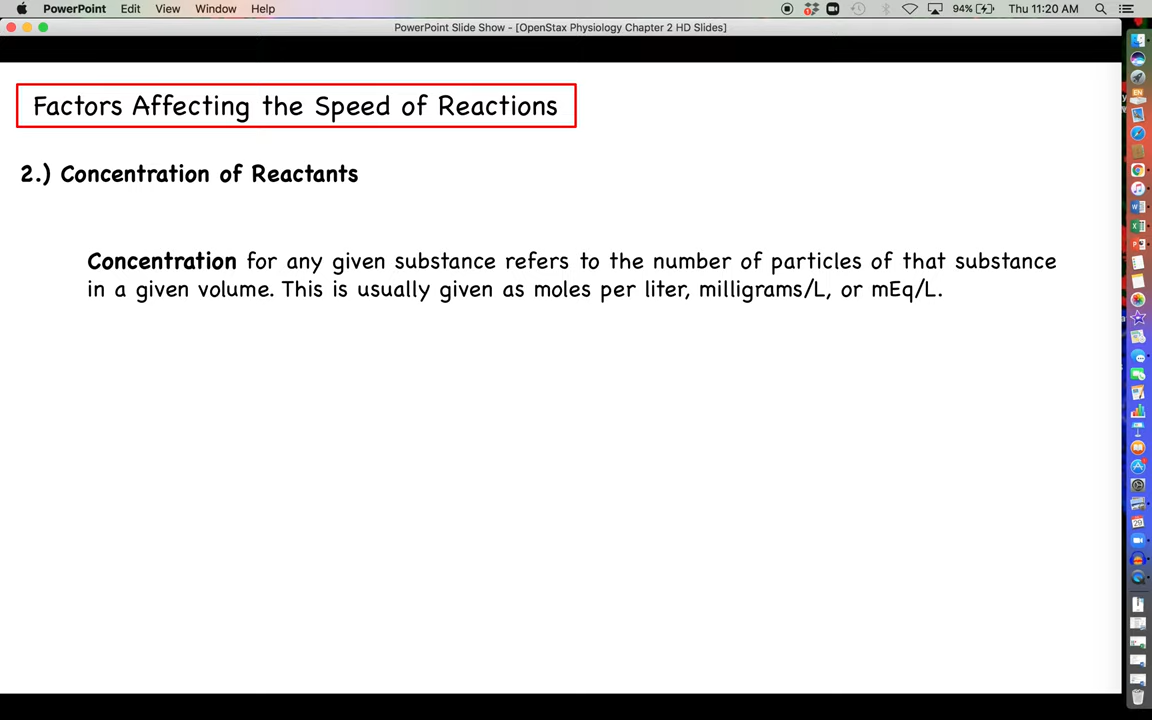 PowerPoint Edit View Window Help 94% Thu 11:20 AM
PowerPoint Slide Show - [OpenStax Physiology Chapter 2 HD Slides]
Factors Affecting the Speed of Reactions
2.) Concentration of Reactants
Concentration for any given substance refers to the number of particles of that substance
in a given volume. This is usually given as moles per liter, milligrams/L, or mEq/L.